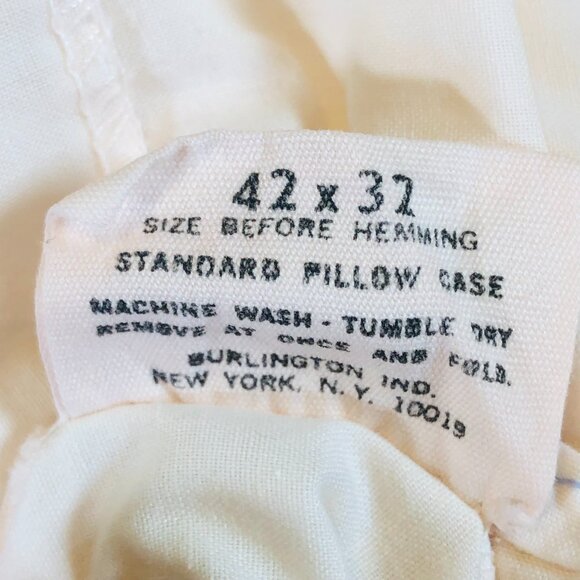 42 x 32
SIZE BEFORE HEMMING
STANDARD PILLOW CASE
MACHINE WASH - TUMBLE DRY
REMOVE AT ONCE AND FOLD.
BURLINGTON IND.
NEW YORK, N.Y. 10019